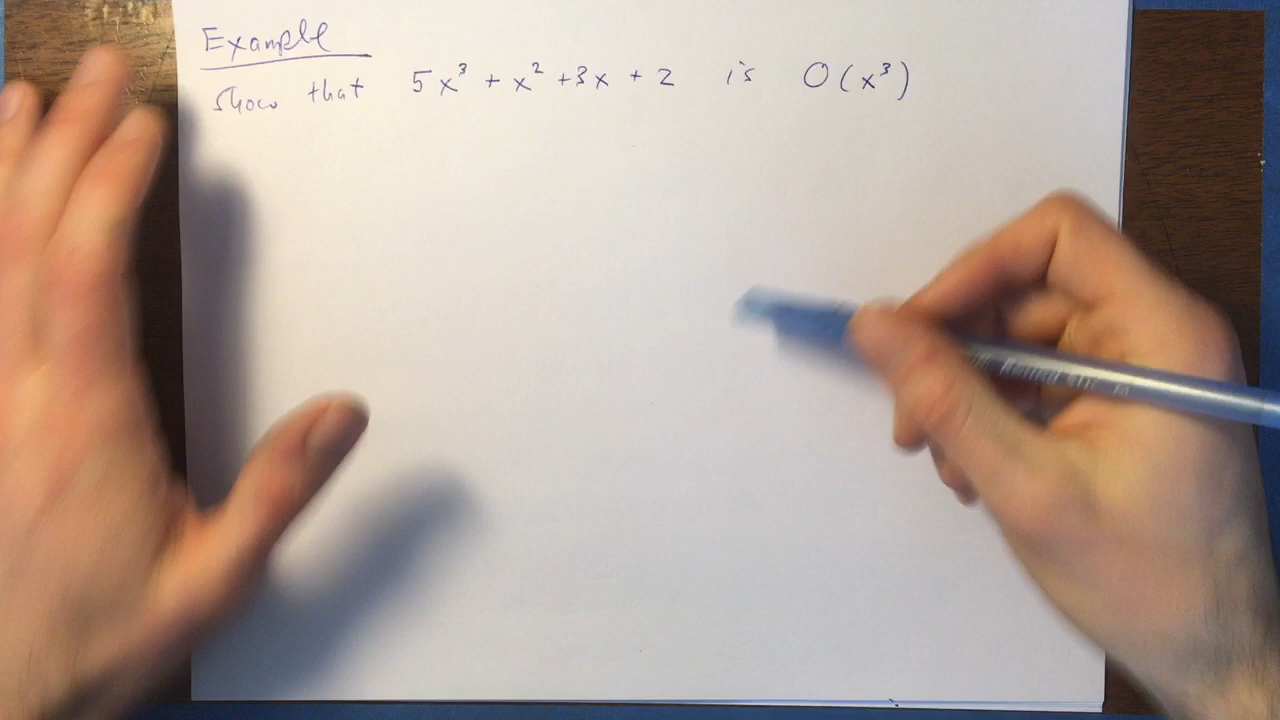 Example
show that 5x³ + x² + 3x + 2 is O(x³)